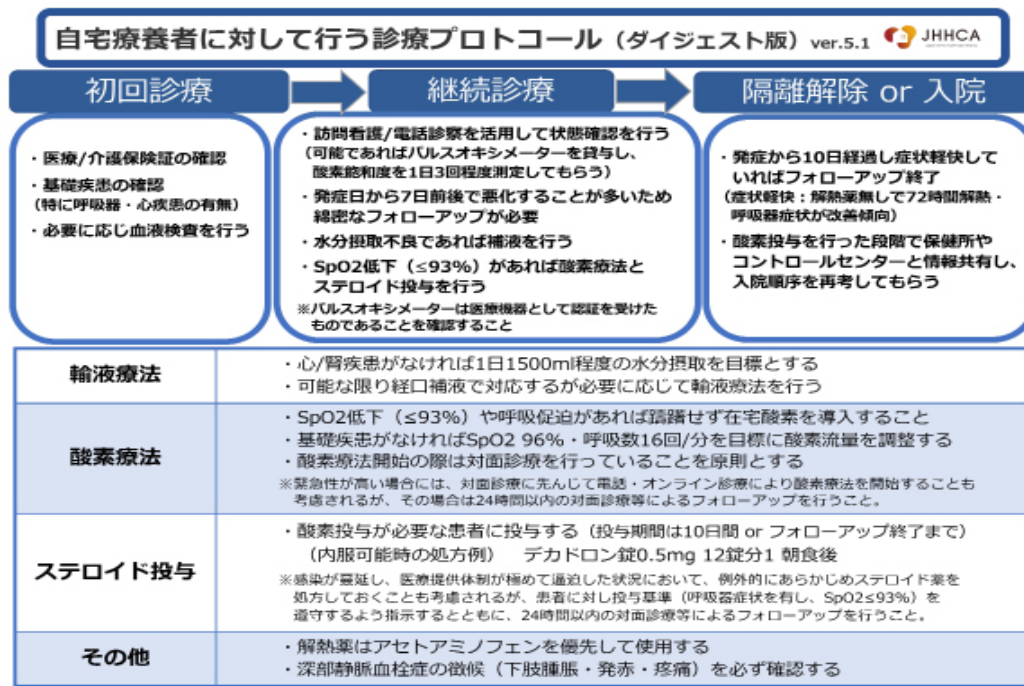 自宅療養者に対して行う診療プロトコール（ダイジェスト版）ver.5.1
JHHCA
初回診療
継続診療
隔離解除 or 入院
・医療/介護保険証の確認
・基礎疾患の確認
（特に呼吸器・心疾患の有無）
・必要に応じ血液検査を行う
・訪問看護/電話診察を活用して状態確認を行う
（可能であればパルスオキシメーターを貸与し、
酸素飽和度を1日3回程度測定してもらう）
・発症日から7日前後で悪化することが多いため
綿密なフォローアップが必要
・水分摂取不良であれば補液を行う
・SpO2低下（≤93%）があれば酸素療法と
ステロイド投与を行う
※パルスオキシメーターは医療機器として認証を受けた
ものであることを確認すること
・発症から10日経過し症状軽快して
いればフォローアップ終了
（症状軽快：解熱薬無しで72時間解熱・
呼吸器症状が改善傾向）
・酸素投与を行った段階で保健所や
コントロールセンターと情報共有し、
入院順序を再考してもらう
輸液療法
・心/腎疾患がなければ1日1500ml程度の水分摂取を目標とする
・可能な限り経口補液で対応するが必要に応じて輸液療法を行う
酸素療法
・SpO2低下（≤93%）や呼吸促迫があれば躊躇せず在宅酸素を導入すること
・基礎疾患がなければSpO2 96%・呼吸数16回/分を目標に酸素流量を調整する
・酸素療法開始の際は対面診療を行っていることを原則とする
※緊急性が高い場合には、対面診療に先んじて電話・オンライン診療により酸素療法を開始することも
考慮されるが、その場合は24時間以内の対面診療等によるフォローアップを行うこと。
ステロイド投与
・酸素投与が必要な患者に投与する（投与期間は10日間 or フォローアップ終了まで）
（内服可能時の処方例）　デカドロン錠0.5mg 12錠分1 朝食後
※感染が蔓延し、医療提供体制が極めて逼迫した状況において、例外的にあらかじめステロイド薬を
処方しておくことも考慮されるが、患者に対し投与基準（呼吸器症状を有し、SpO2≤93%）を
遵守するよう指示するとともに、24時間以内の対面診療等によるフォローアップを行うこと。
その他
・解熱薬はアセトアミノフェンを優先して使用する
・深部静脈血栓症の徴候（下肢腫脹・発赤・疼痛）を必ず確認する